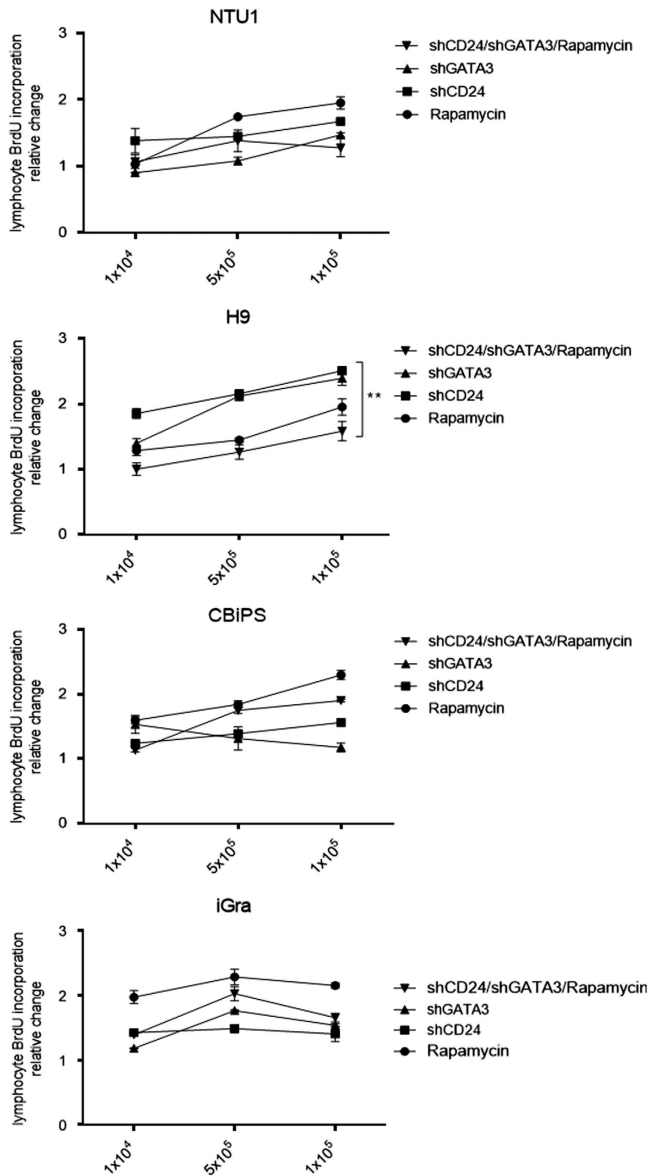 NTU1
lymphocyte BrdU incorporation
relative change
3
2
1
0
1x10⁴
5x10⁵
1x10⁵
shCD24/shGATA3/Rapamycin
shGATA3
shCD24
Rapamycin
H9
lymphocyte BrdU incorporation
relative change
3
2
1
0
1x10⁴
5x10⁵
1x10⁵
**
shCD24/shGATA3/Rapamycin
shGATA3
shCD24
Rapamycin
CBiPS
lymphocyte BrdU incorporation
relative change
3
2
1
0
1x10⁴
5x10⁵
1x10⁵
shCD24/shGATA3/Rapamycin
shGATA3
shCD24
Rapamycin
iGra
lymphocyte BrdU incorporation
relative change
3
2
1
0
1x10⁴
5x10⁵
1x10⁵
shCD24/shGATA3/Rapamycin
shGATA3
shCD24
Rapamycin